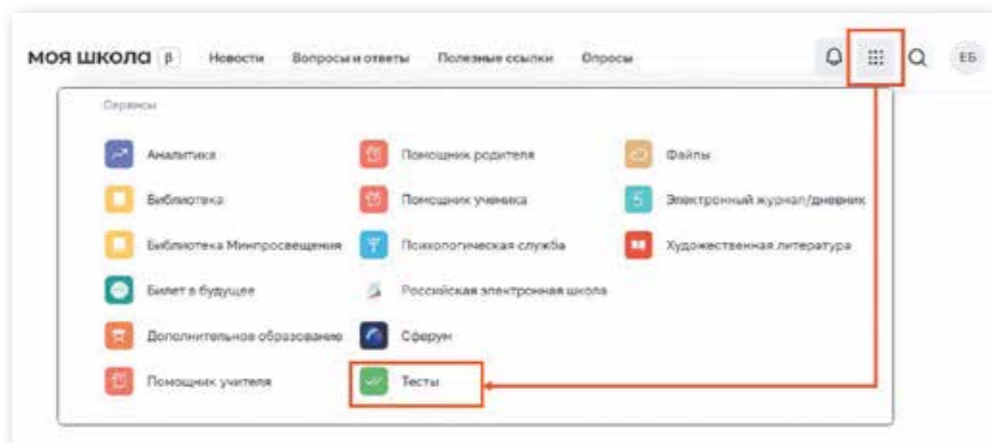 МОЯ ШКОЛА β Новости Вопросы и ответы Полезные ссылки Опросы ЕБ
Сервисы
Аналитика Помощник родителя Файлы
Библиотека Помощник ученика 5 Электронный журнал/дневник
Библиотека Минпросвещения Психологическая служба Художественная литература
Билет в будущее Российская электронная школа
Дополнительное образование Сферум
Помощник учителя Тесты